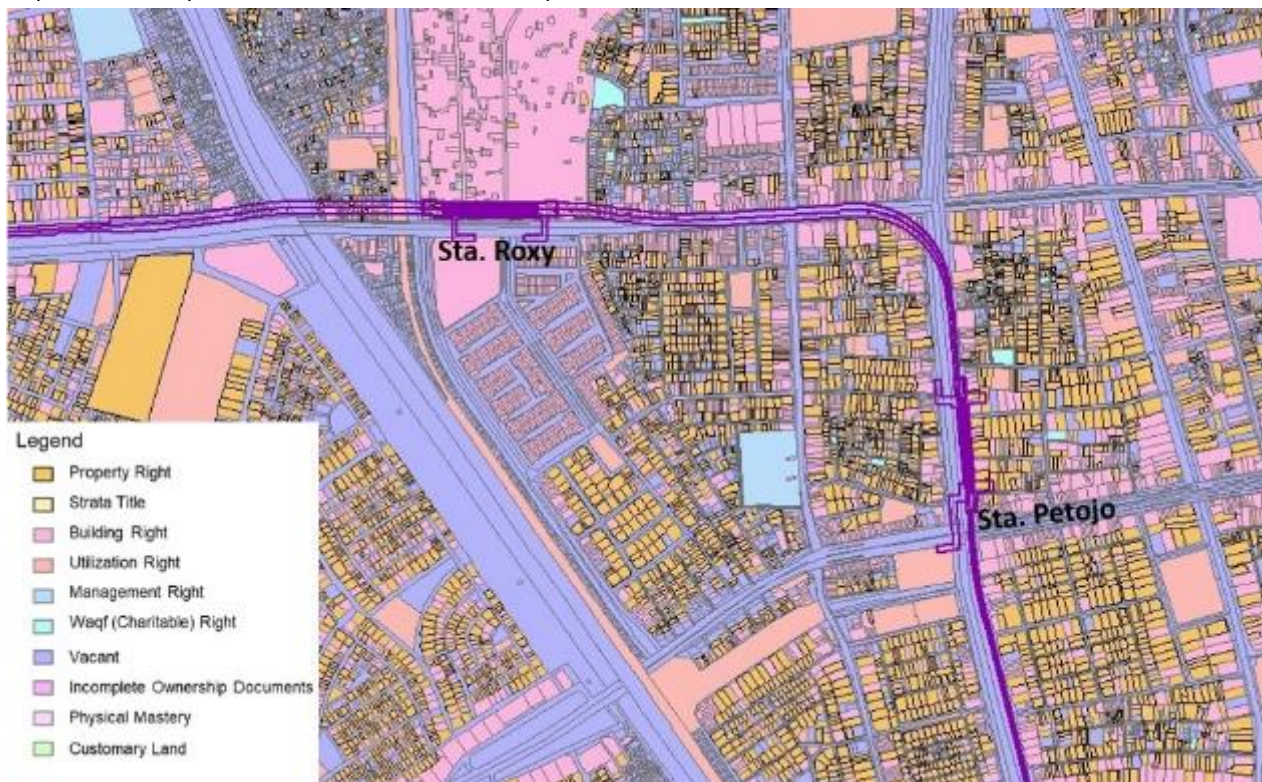 Sta. Roxy
Sta. Petojo
Legend
Property Right
Strata Title
Building Right
Utilization Right
Management Right
Waqf (Charitable) Right
Vacant
Incomplete Ownership Documents
Physical Mastery
Customary Land